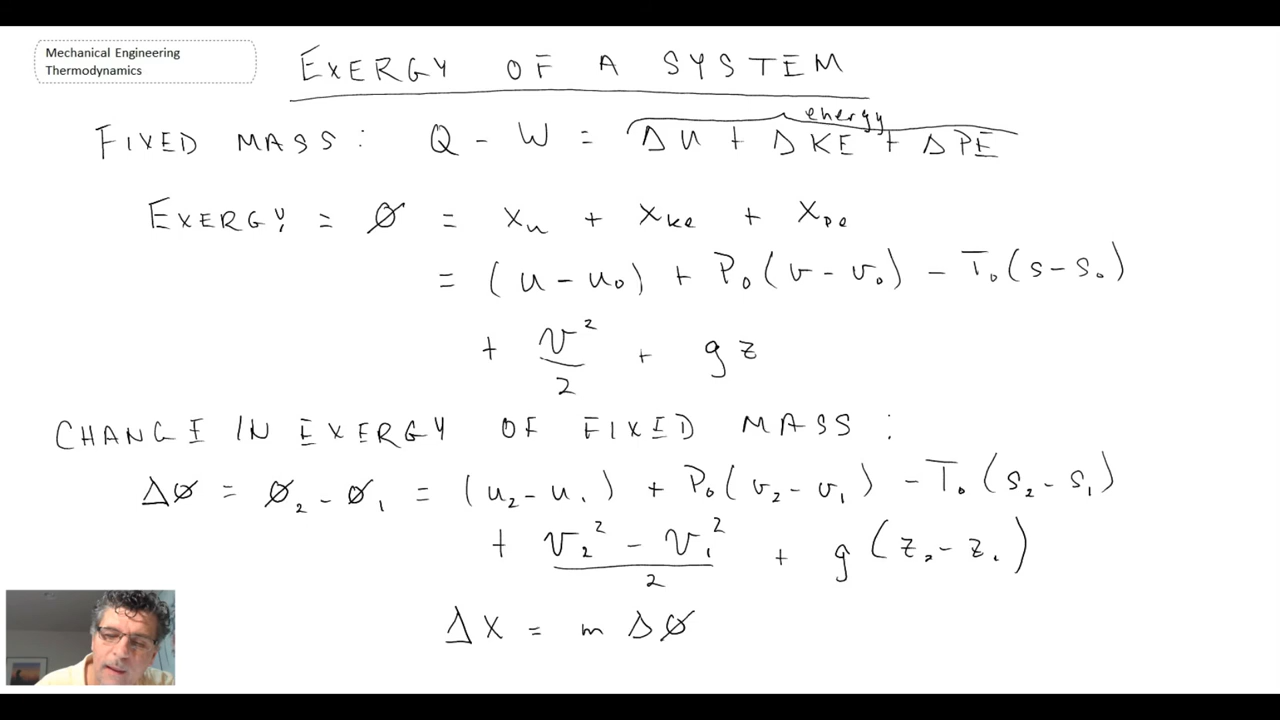 Mechanical Engineering
Thermodynamics
EXERGY OF A SYSTEM
energy
FIXED MASS: Q - W = ΔU + ΔKE + ΔPE
EXERGY = ø = xu + xke + xpe
= (u - u₀) + P₀(v - v₀) - T₀(s - s₀)
+ V²/2 + gz
CHANGE IN EXERGY OF FIXED MASS:
Δø = ø₂ - ø₁ = (u₂ - u₁) + P₀(v₂ - v₁) - T₀(s₂ - s₁)
+ (V₂² - V₁²)/2 + g(z₂ - z₁)
ΔX = m Δø